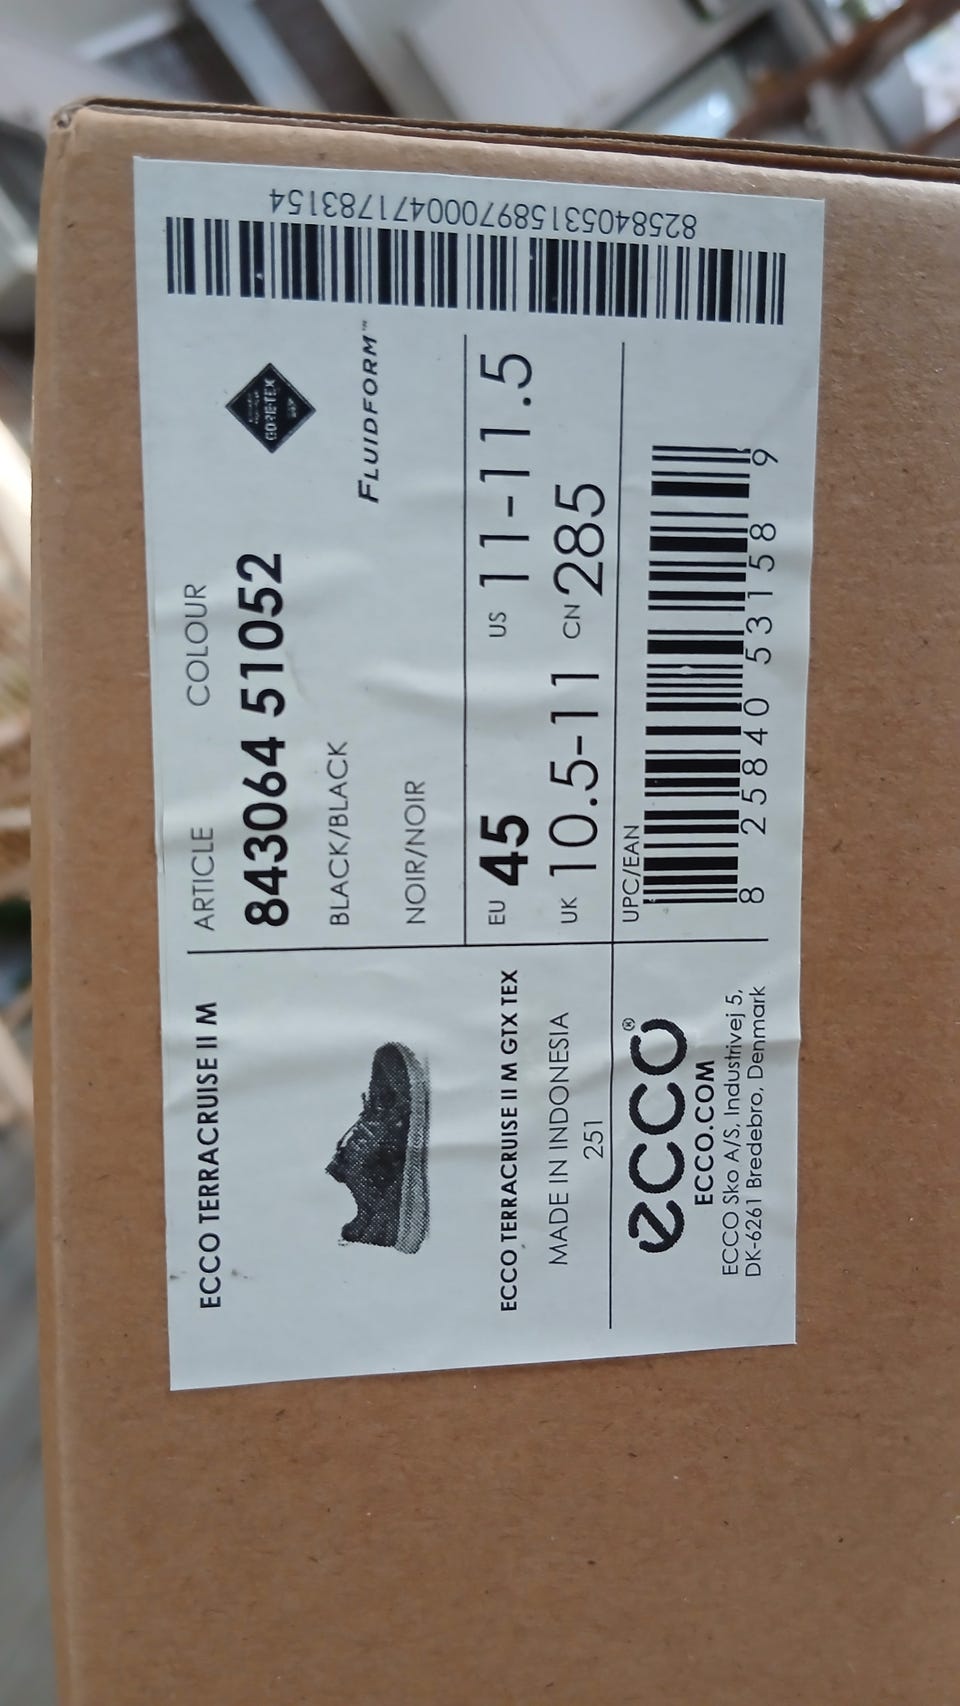 ECCO TERRACRUISE II M
ARTICLE COLOUR
843064 51052
BLACK/BLACK
NOIR/NOIR
GORE-TEX
FLUIDFORM™
ECCO TERRACRUISE II M GTX TEX
MADE IN INDONESIA
251
EU 45 US 11-11.5
UK 10.5-11 CN 285
ecco®
ECCO.COM
ECCO Sko A/S, Industrivej 5,
DK-6261 Bredebro, Denmark
UPC/EAN
8 25840 53158 9
825840531589700047 1783154